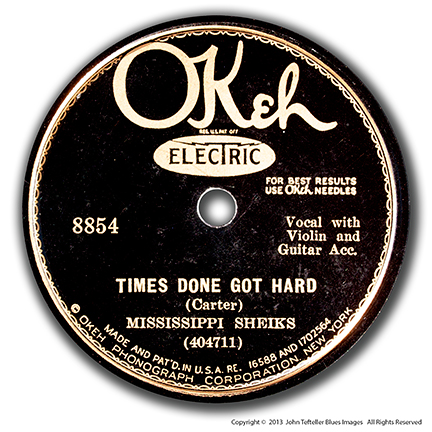 OKeh
REG. U.S. PAT. OFF
ELECTRIC
FOR BEST RESULTS
USE OKeh NEEDLES
8854
Vocal with
Violin and
Guitar Acc.
TIMES DONE GOT HARD
(Carter)
MISSISSIPPI SHEIKS
(404711)
MADE AND PAT'D. IN U.S.A. RE. 16588 AND 1702564
© OKEH PHONOGRAPH CORPORATION, NEW YORK
Copyright © 2013 John Tefteller Blues Images All Rights Reserved